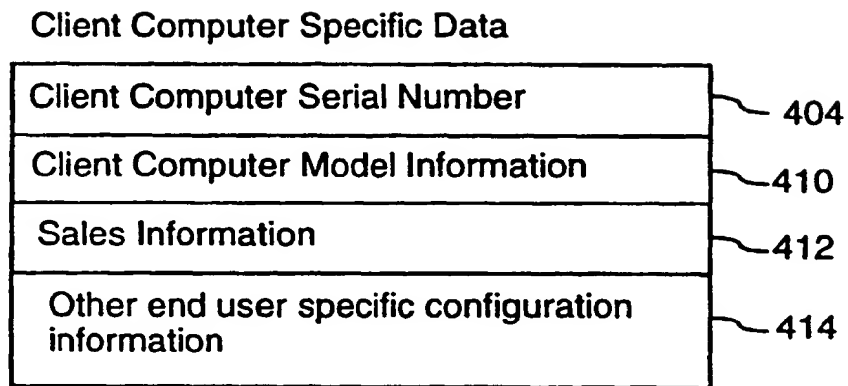 Client Computer Specific Data
Client Computer Serial Number 404
Client Computer Model Information 410
Sales Information 412
Other end user specific configuration
information 414